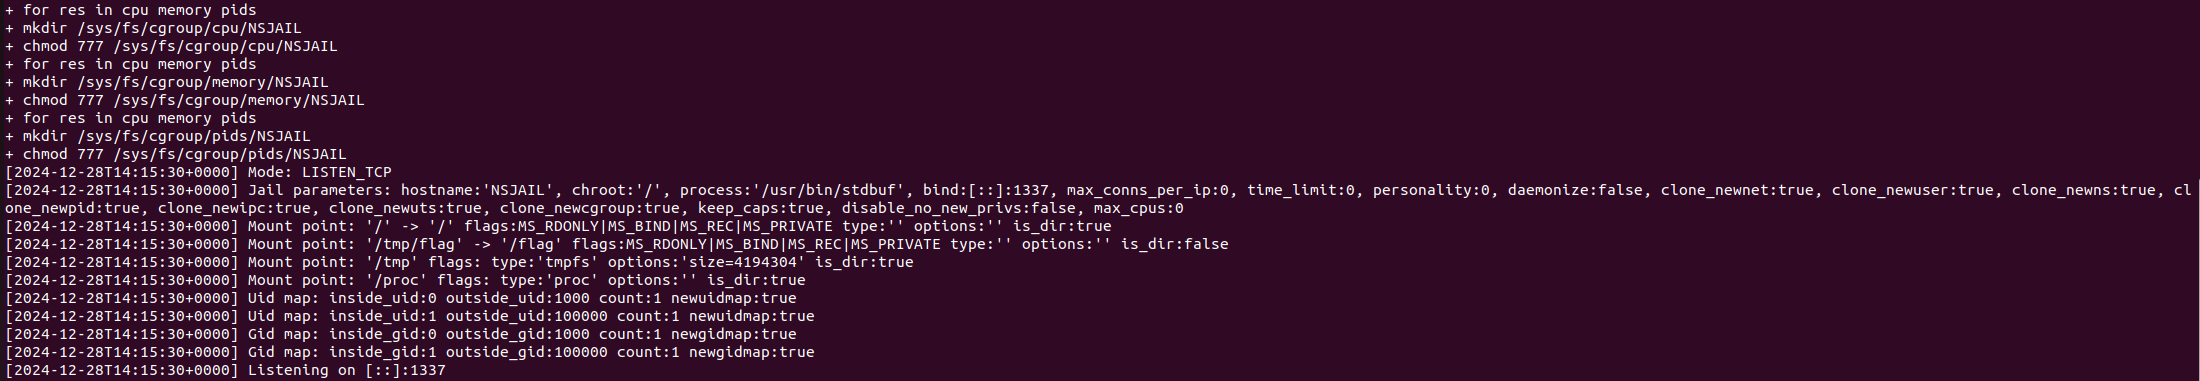 + for res in cpu memory pids
+ mkdir /sys/fs/cgroup/cpu/NSJAIL
+ chmod 777 /sys/fs/cgroup/cpu/NSJAIL
+ for res in cpu memory pids
+ mkdir /sys/fs/cgroup/memory/NSJAIL
+ chmod 777 /sys/fs/cgroup/memory/NSJAIL
+ for res in cpu memory pids
+ mkdir /sys/fs/cgroup/pids/NSJAIL
+ chmod 777 /sys/fs/cgroup/pids/NSJAIL
[2024-12-28T14:15:30+0000] Mode: LISTEN_TCP
[2024-12-28T14:15:30+0000] Jail parameters: hostname:'NSJAIL', chroot:'/', process:'/usr/bin/stdbuf', bind:[::]:1337, max_conns_per_ip:0, time_limit:0, personality:0, daemonize:false, clone_newnet:true, clone_newuser:true, clone_newns:true, cl
one_newpid:true, clone_newipc:true, clone_newuts:true, clone_newcgroup:true, keep_caps:true, disable_no_new_privs:false, max_cpus:0
[2024-12-28T14:15:30+0000] Mount point: '/' -> '/' flags:MS_RDONLY|MS_BIND|MS_REC|MS_PRIVATE type:'' options:'' is_dir:true
[2024-12-28T14:15:30+0000] Mount point: '/tmp/flag' -> '/flag' flags:MS_RDONLY|MS_BIND|MS_REC|MS_PRIVATE type:'' options:'' is_dir:false
[2024-12-28T14:15:30+0000] Mount point: '/tmp' flags: type:'tmpfs' options:'size=4194304' is_dir:true
[2024-12-28T14:15:30+0000] Mount point: '/proc' flags: type:'proc' options:'' is_dir:true
[2024-12-28T14:15:30+0000] Uid map: inside_uid:0 outside_uid:1000 count:1 newuidmap:true
[2024-12-28T14:15:30+0000] Uid map: inside_uid:1 outside_uid:100000 count:1 newuidmap:true
[2024-12-28T14:15:30+0000] Gid map: inside_gid:0 outside_gid:1000 count:1 newgidmap:true
[2024-12-28T14:15:30+0000] Gid map: inside_gid:1 outside_gid:100000 count:1 newgidmap:true
[2024-12-28T14:15:30+0000] Listening on [::]:1337